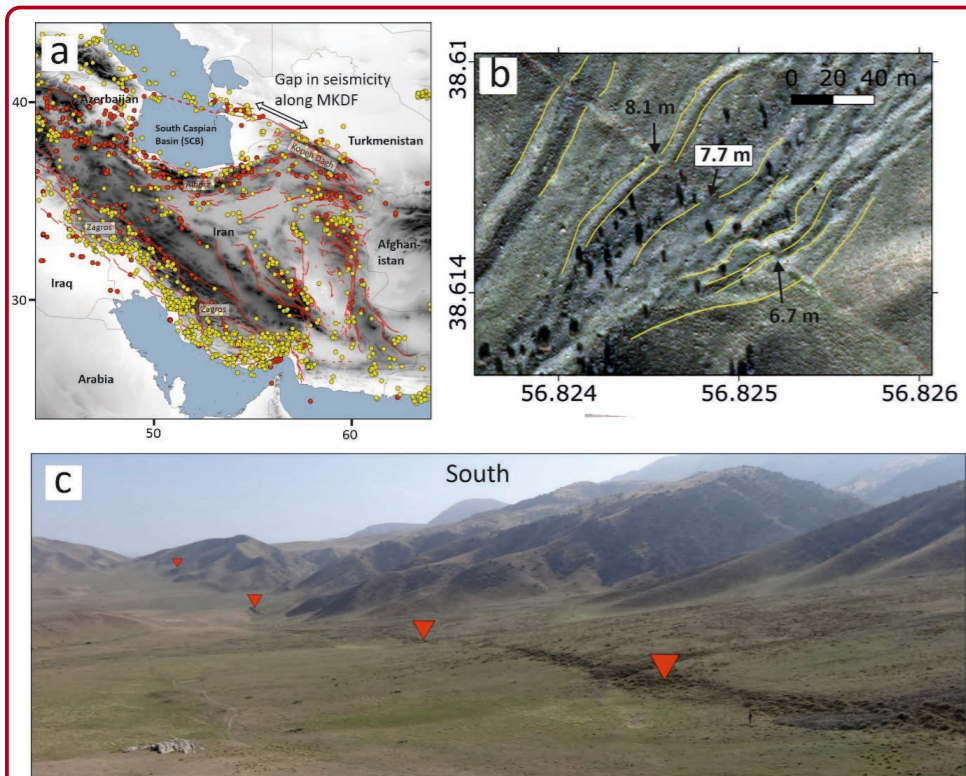 a
Gap in seismicity
along MKDF
40
Azerbaijan
South Caspian
Basin (SCB)
Turkmenistan
Kopeh Dagh
Alborz
Zagros
Iran
Afghan-
istan
Iraq
30
Zagros
Arabia
50
60
b
38.61
0 20 40 m
8.1 m
7.7 m
38.614
6.7 m
56.824
56.825
56.826
c
South